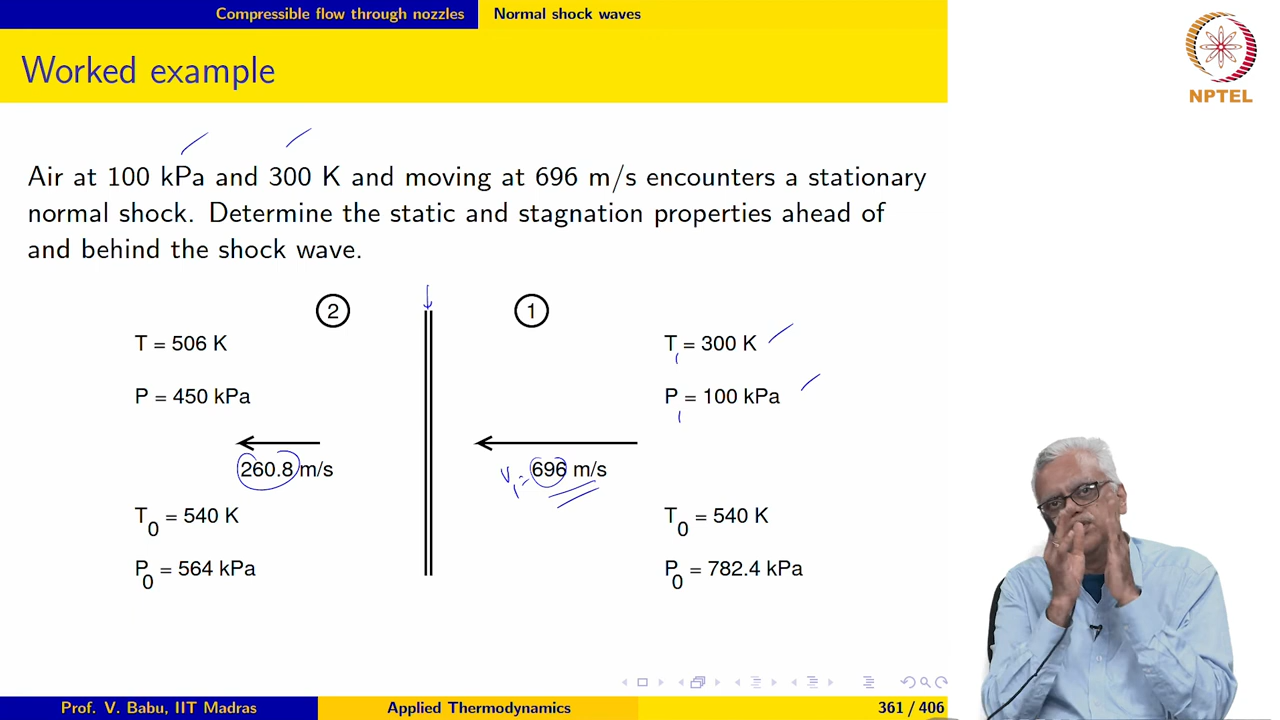 Compressible flow through nozzles Normal shock waves
Worked example
NPTEL
Air at 100 kPa and 300 K and moving at 696 m/s encounters a stationary
normal shock. Determine the static and stagnation properties ahead of
and behind the shock wave.
2 1
T = 506 K T1 = 300 K
P = 450 kPa P1 = 100 kPa
260.8 m/s V1 = 696 m/s
T0 = 540 K T0 = 540 K
P0 = 564 kPa P0 = 782.4 kPa
Prof. V. Babu, IIT Madras Applied Thermodynamics 361 / 406